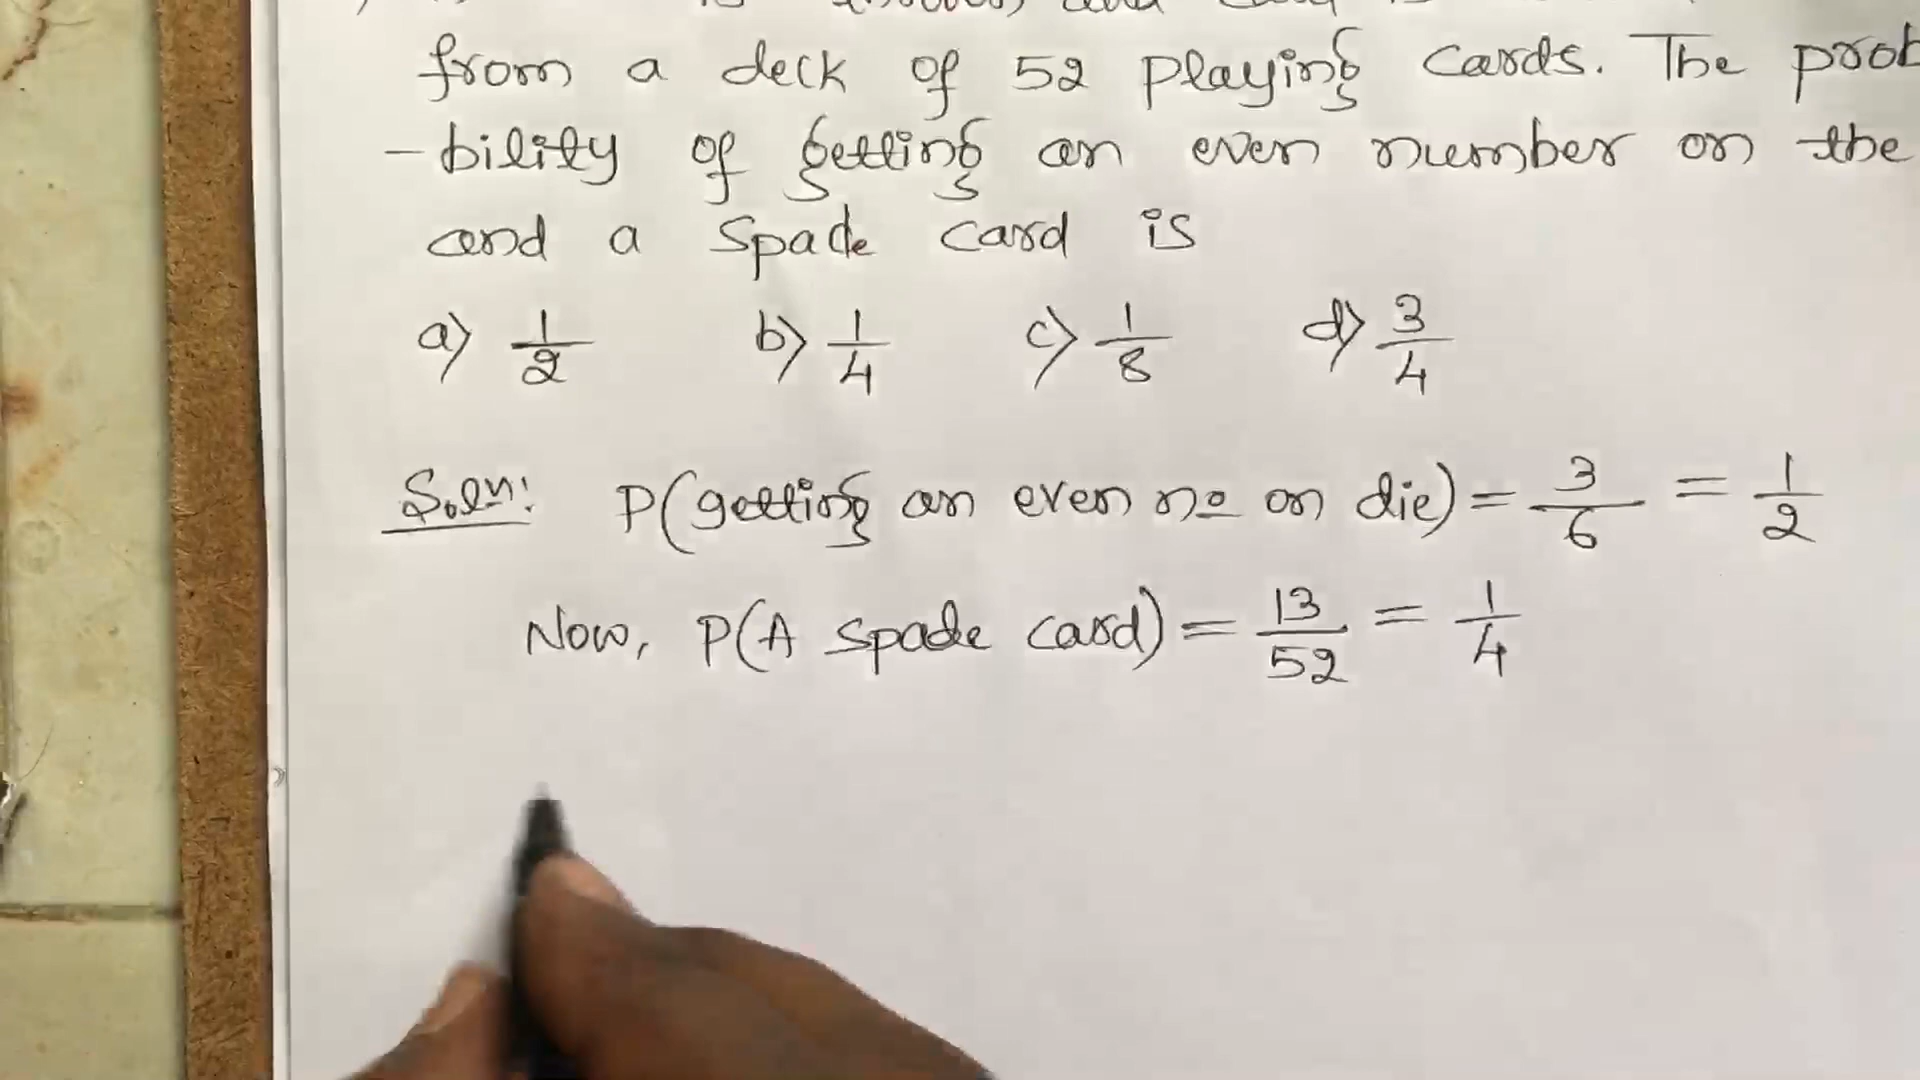 from a deck of 52 playing cards. The prob
-bility of getting an even number on the
and a spade card is
a) 1/2 b) 1/4 c) 1/8 d) 3/4
Soln: P(getting an even no on die) = 3/6 = 1/2
Now, P(A spade card) = 13/52 = 1/4